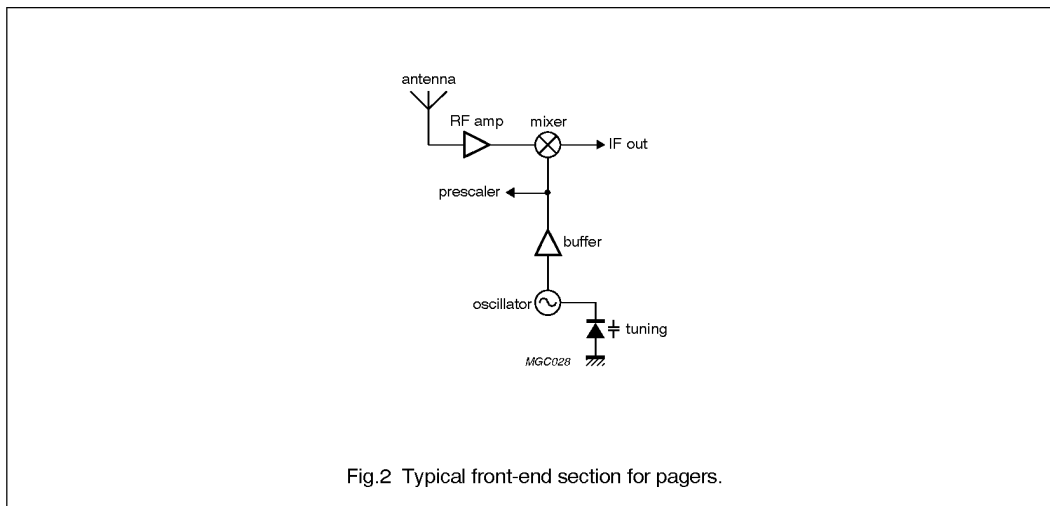 antenna
RF amp
mixer
IF out
prescaler
buffer
oscillator
tuning
MGC028
Fig.2 Typical front-end section for pagers.